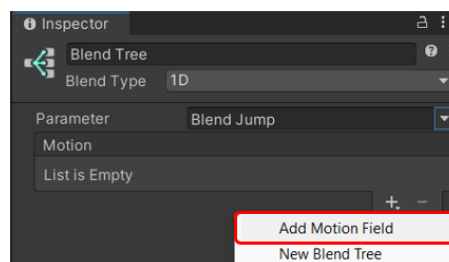 Inspector
Blend Tree
Blend Type 1D
Parameter Blend Jump
Motion
List is Empty
Add Motion Field
New Blend Tree